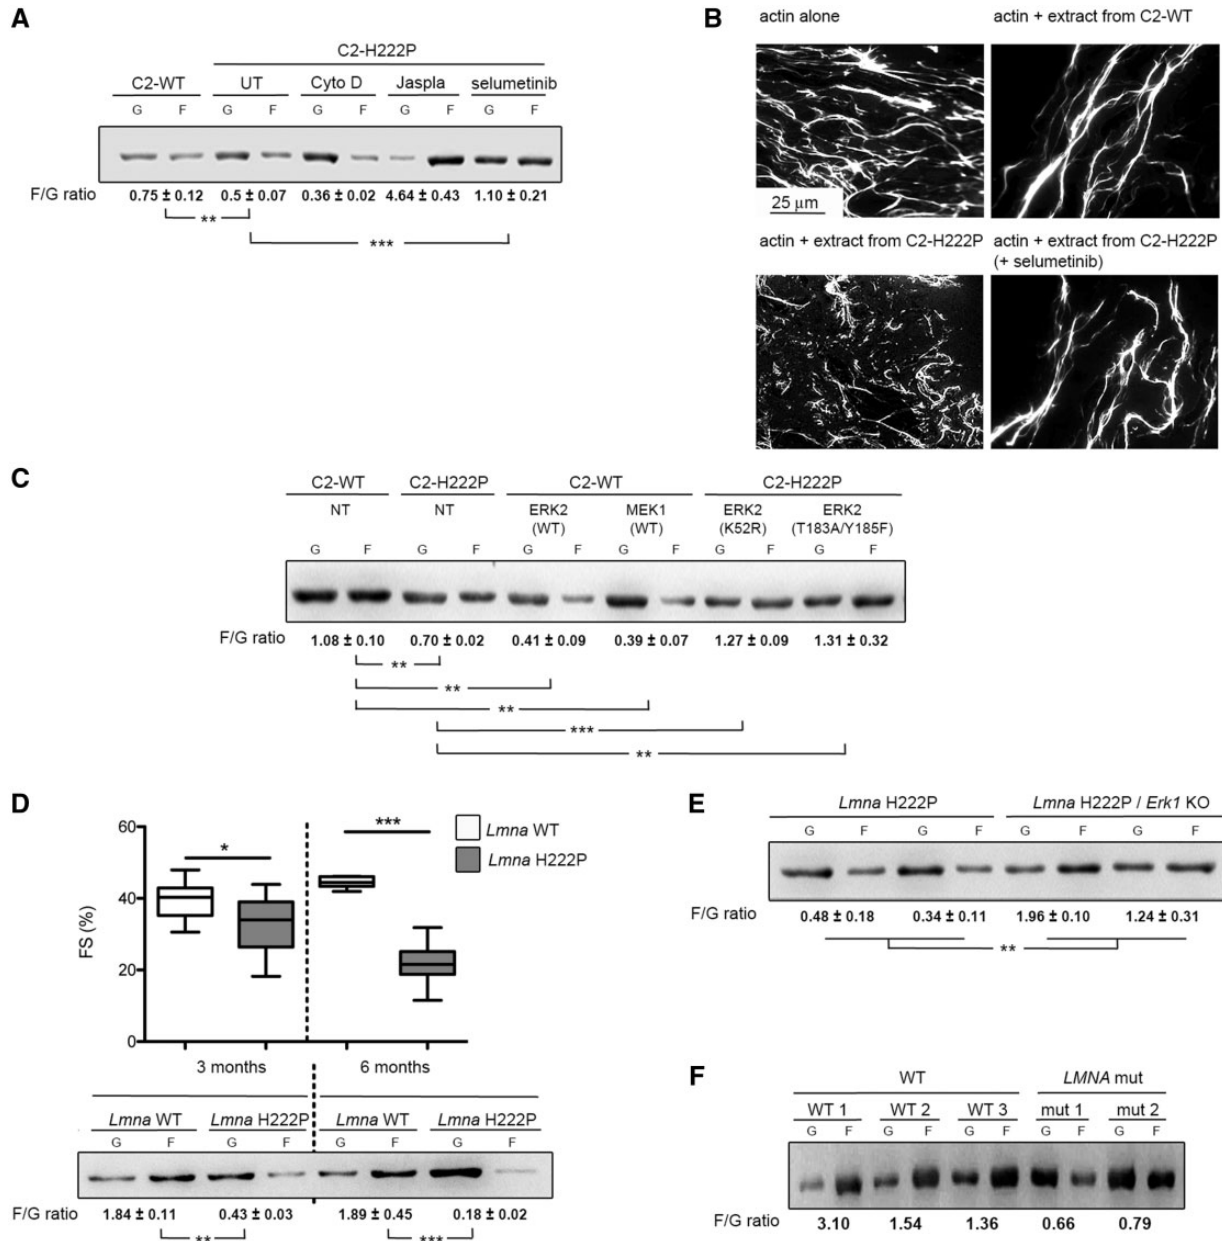 A
C2-H222P
C2-WT UT Cyto D Jaspla selumetinib
G F G F G F G F G F
F/G ratio 0.75 ± 0.12 0.5 ± 0.07 0.36 ± 0.02 4.64 ± 0.43 1.10 ± 0.21
**
***
B
actin alone actin + extract from C2-WT
25 μm
actin + extract from C2-H222P actin + extract from C2-H222P
(+ selumetinib)
C
C2-WT C2-H222P C2-WT C2-H222P
NT NT ERK2 MEK1 ERK2 ERK2
(WT) (WT) (K52R) (T183A/Y185F)
G F G F G F G F G F G F
F/G ratio 1.08 ± 0.10 0.70 ± 0.02 0.41 ± 0.09 0.39 ± 0.07 1.27 ± 0.09 1.31 ± 0.32
**
**
**
***
**
D
60
40
20
0
FS (%)
*
***
Lmna WT
Lmna H222P
3 months 6 months
Lmna WT Lmna H222P Lmna WT Lmna H222P
G F G F G F G F
F/G ratio 1.84 ± 0.11 0.43 ± 0.03 1.89 ± 0.45 0.18 ± 0.02
** ***
E
Lmna H222P Lmna H222P / Erk1 KO
G F G F G F G F
F/G ratio 0.48 ± 0.18 0.34 ± 0.11 1.96 ± 0.10 1.24 ± 0.31
**
F
WT LMNA mut
WT 1 WT 2 WT 3 mut 1 mut 2
G F G F G F G F G F
F/G ratio 3.10 1.54 1.36 0.66 0.79